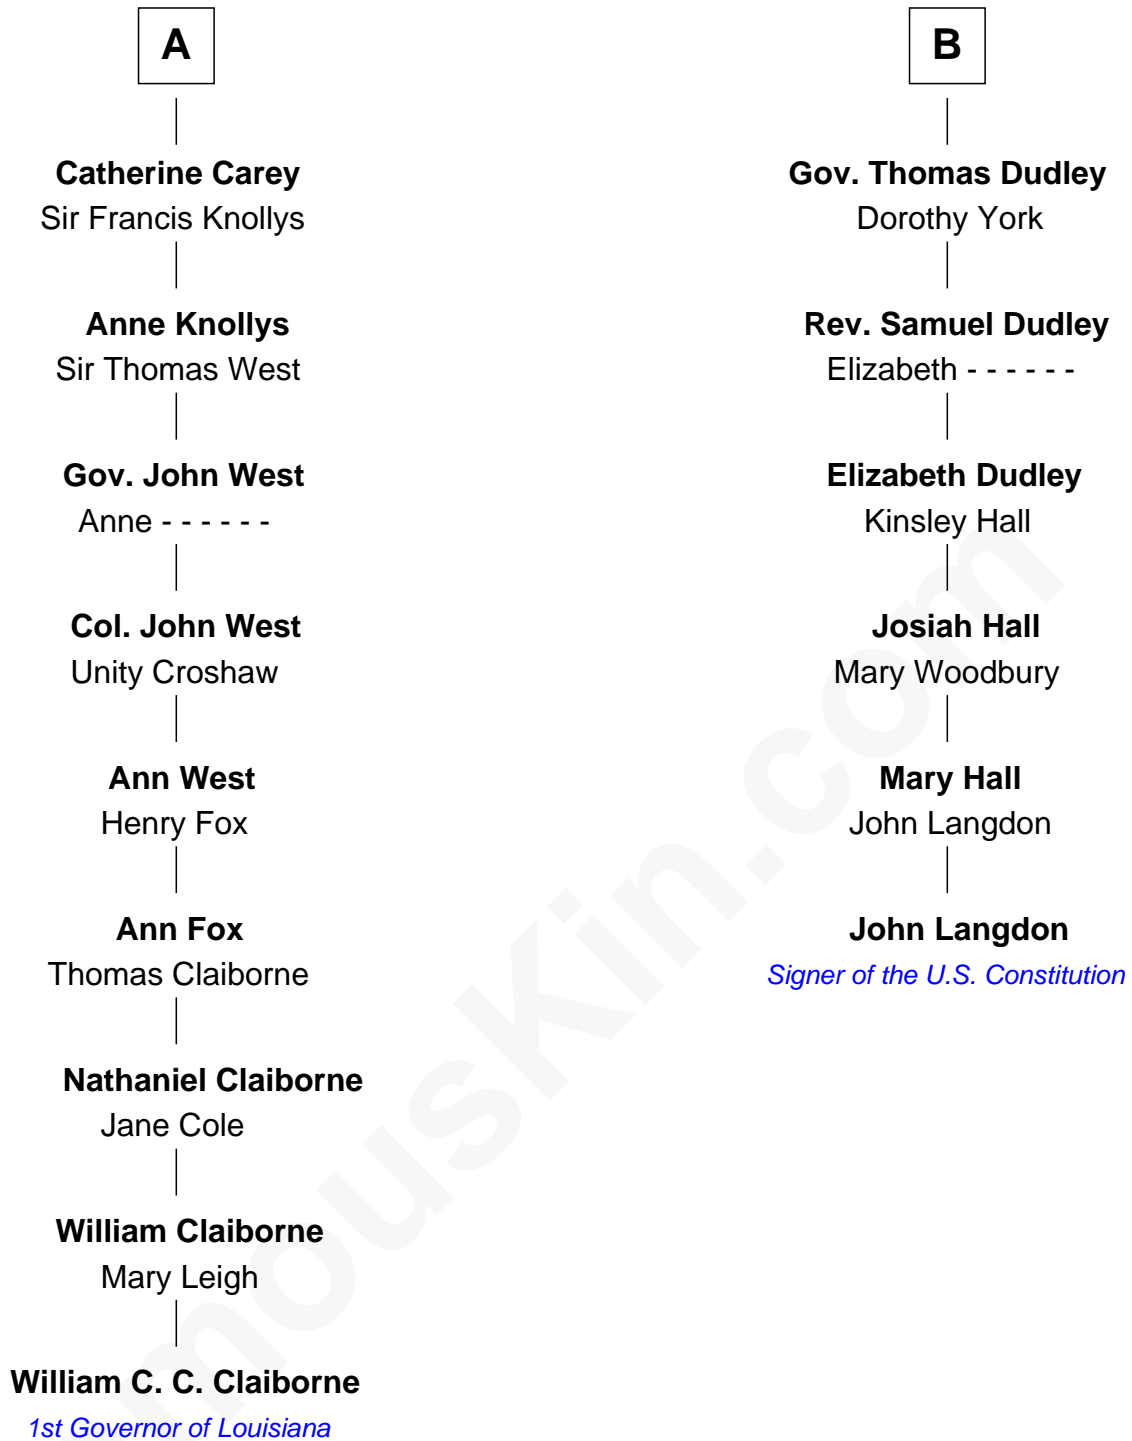 A
Catherine Carey
Sir Francis Knollys
Anne Knollys
Sir Thomas West
Gov. John West
Anne - - - - - -
Col. John West
Unity Croshaw
Ann West
Henry Fox
Ann Fox
Thomas Claiborne
Nathaniel Claiborne
Jane Cole
William Claiborne
Mary Leigh
William C. C. Claiborne
1st Governor of Louisiana
B
Gov. Thomas Dudley
Dorothy York
Rev. Samuel Dudley
Elizabeth - - - - - -
Elizabeth Dudley
Kinsley Hall
Josiah Hall
Mary Woodbury
Mary Hall
John Langdon
John Langdon
Signer of the U.S. Constitution
mouskin.com